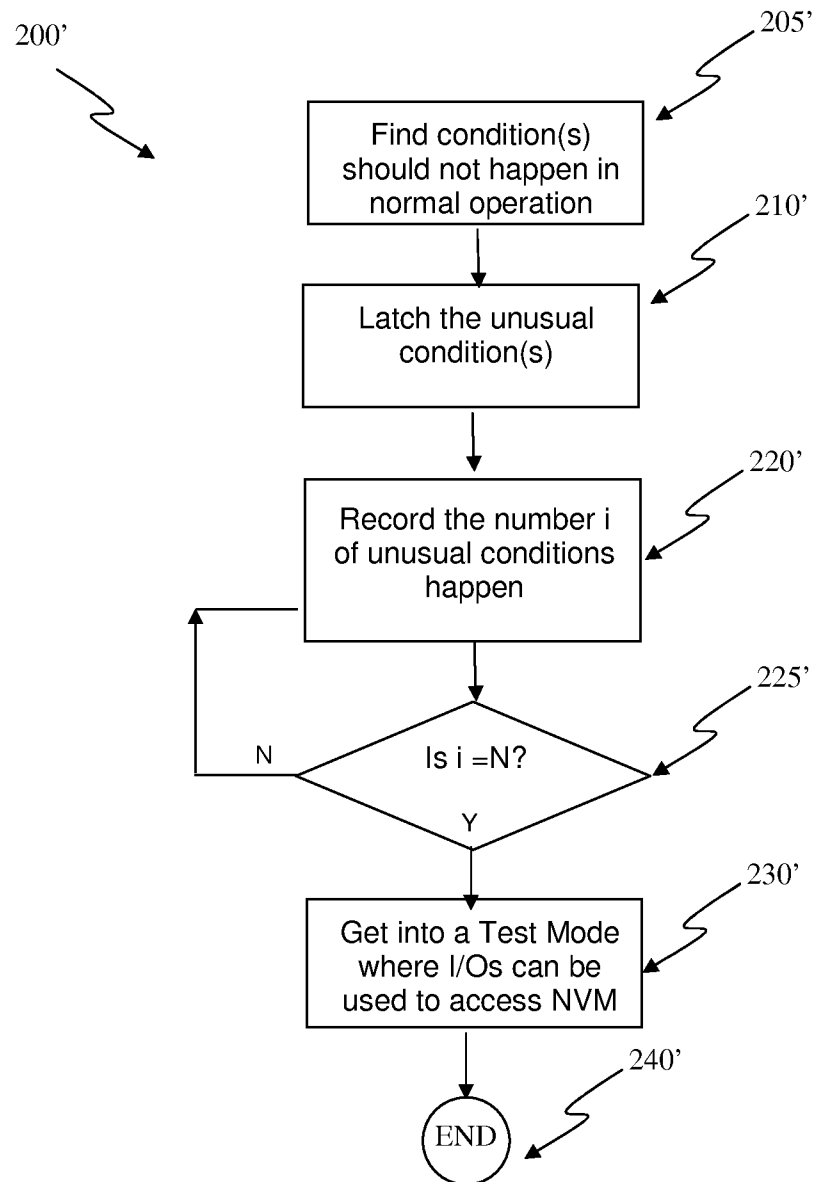 200’
205’
Find condition(s)
should not happen in
normal operation
210’
Latch the unusual
condition(s)
220’
Record the number i
of unusual conditions
happen
225’
Is i =N?
N
Y
230’
Get into a Test Mode
where I/Os can be
used to access NVM
240’
END